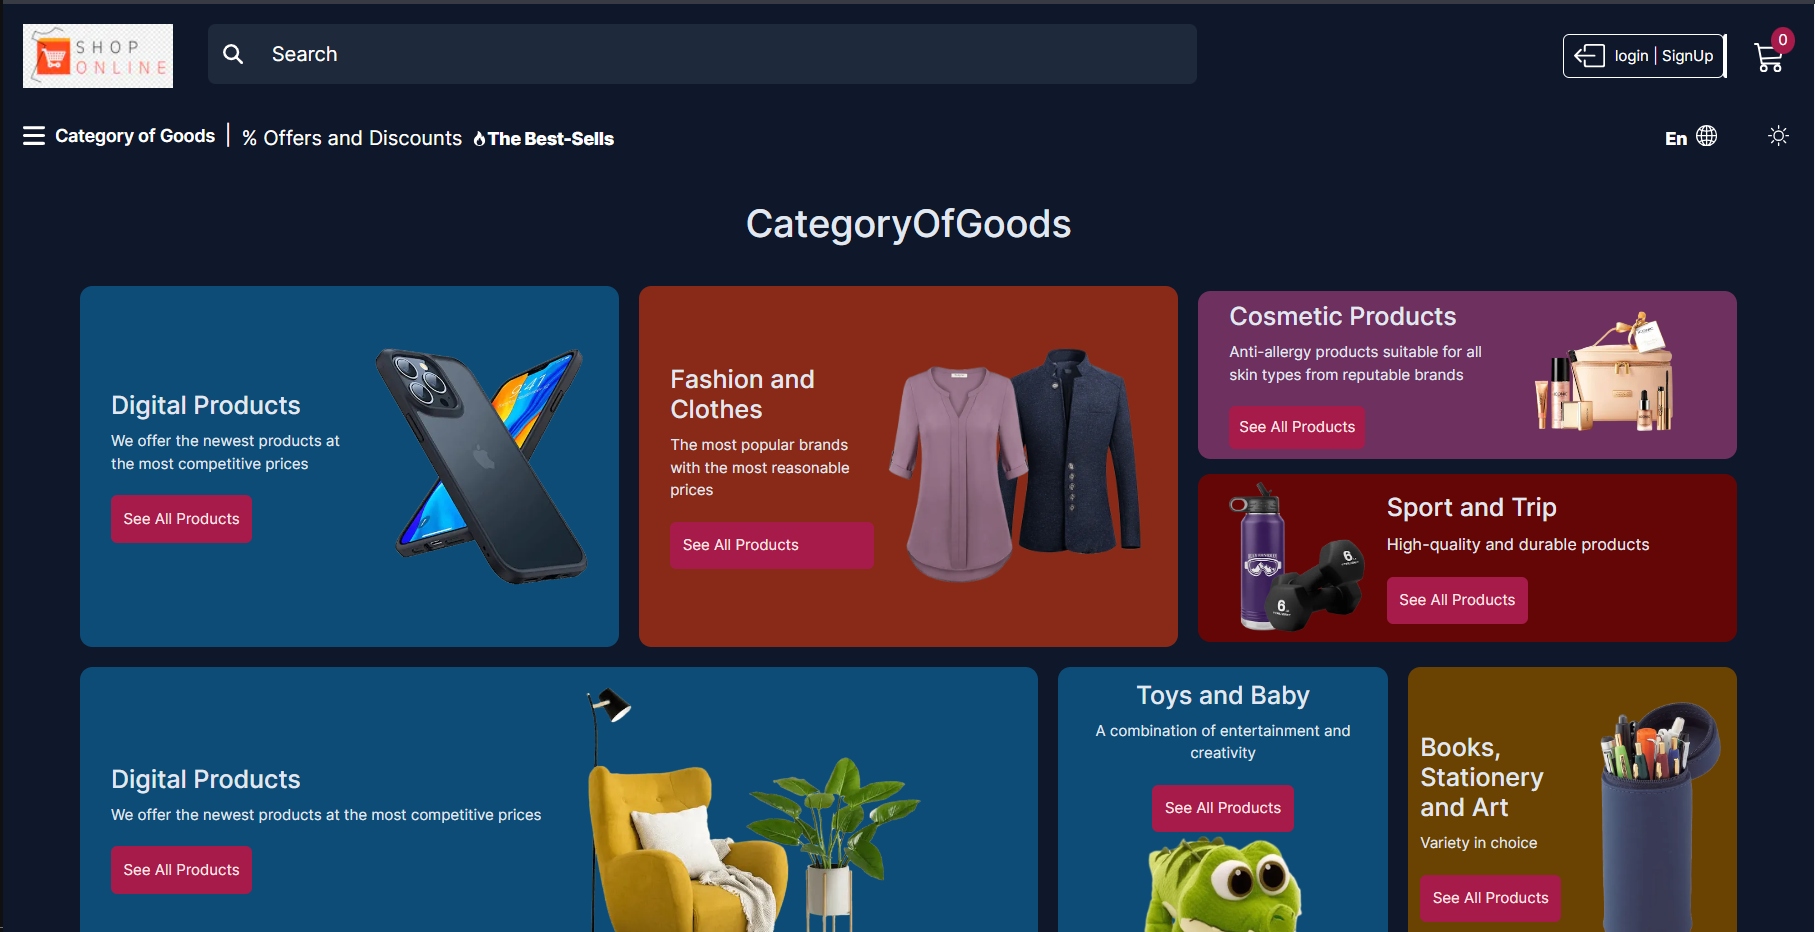 SHOP
ONLINE
Search
login | SignUp
0
Category of Goods
% Offers and Discounts
The Best-Sells
En
CategoryOfGoods
Digital Products
We offer the newest products at
the most competitive prices
See All Products
9:41
Fashion and
Clothes
The most popular brands
with the most reasonable
prices
See All Products
Cosmetic Products
Anti-allergy products suitable for all
skin types from reputable brands
See All Products
Sport and Trip
High-quality and durable products
See All Products
6
6
Digital Products
We offer the newest products at the most competitive prices
See All Products
Toys and Baby
A combination of entertainment and
creativity
See All Products
Books,
Stationery
and Art
Variety in choice
See All Products